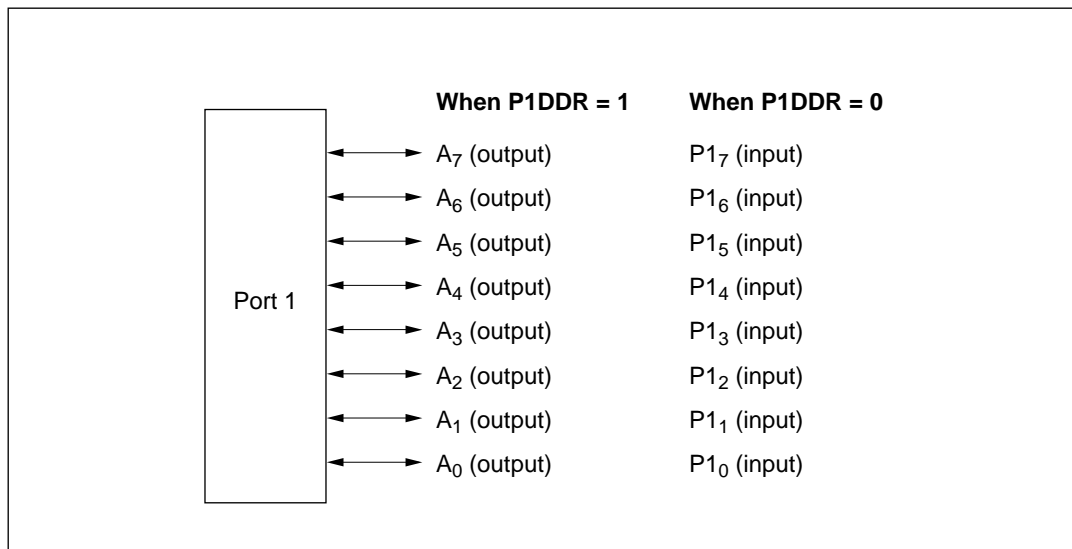 When P1DDR = 1 When P1DDR = 0
A₇ (output) P1₇ (input)
A₆ (output) P1₆ (input)
A₅ (output) P1₅ (input)
A₄ (output) P1₄ (input)
Port 1
A₃ (output) P1₃ (input)
A₂ (output) P1₂ (input)
A₁ (output) P1₁ (input)
A₀ (output) P1₀ (input)